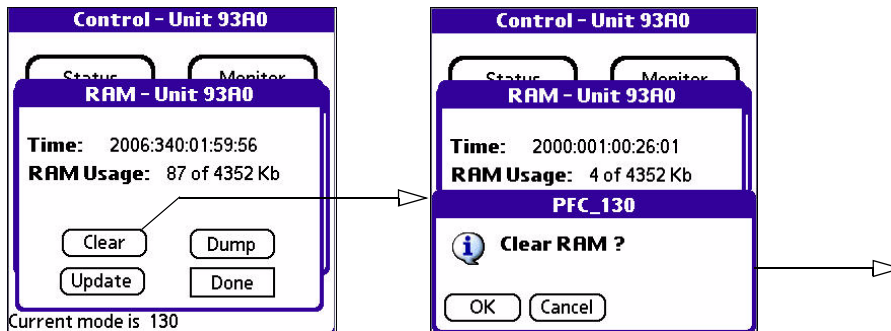 Control - Unit 93A0
Status Monitor
RAM - Unit 93A0
Time: 2006:340:01:59:56
RAM Usage: 87 of 4352 Kb
Clear Dump
Update Done
Current mode is 130
Control - Unit 93A0
Status Monitor
RAM - Unit 93A0
Time: 2000:001:00:26:01
RAM Usage: 4 of 4352 Kb
PFC_130
Clear RAM ?
OK Cancel